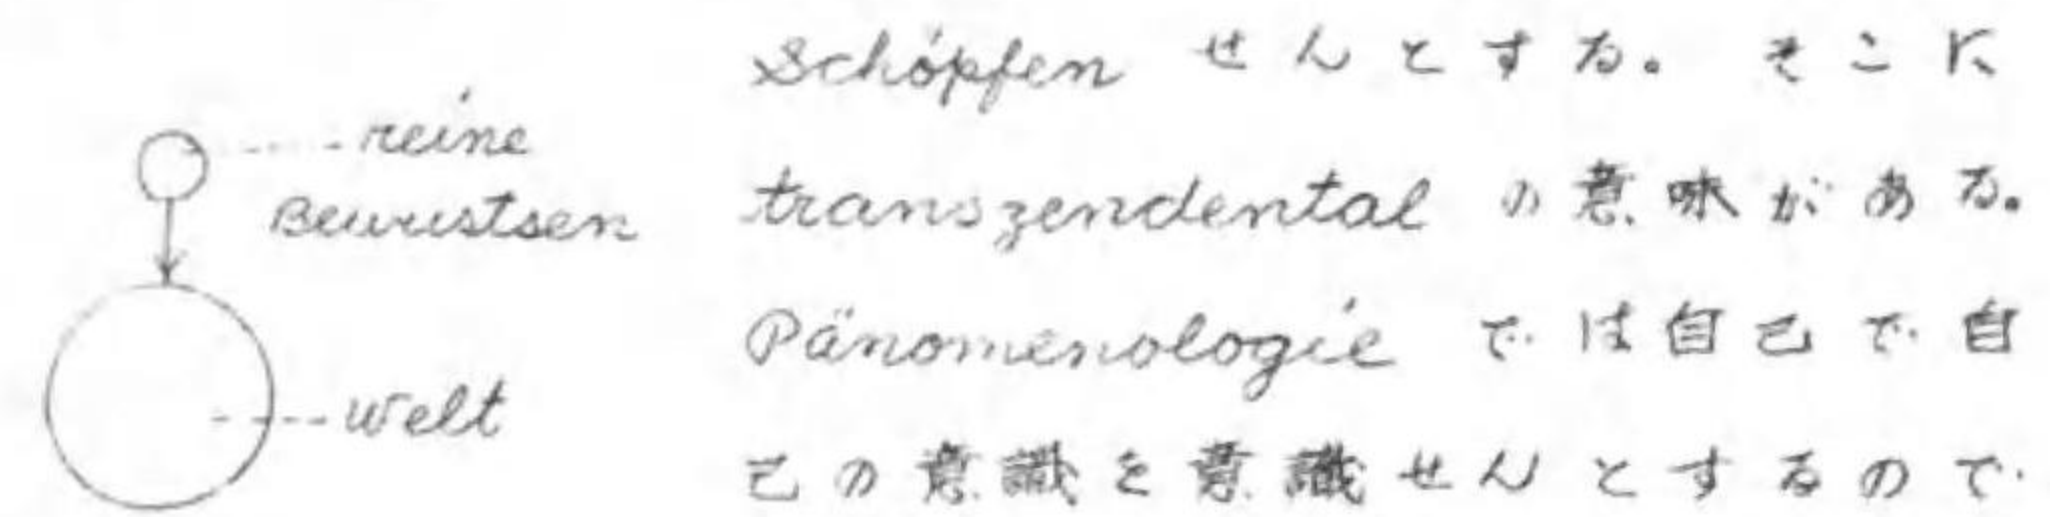 reine
Bewustsen
Welt
Schöpfen せんとする。そこに
transzendental の意味がある。
Pänomenologie では自己で自
己の意識を意識せんとするので